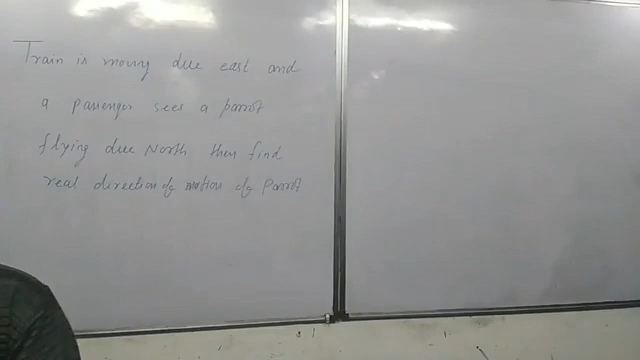 Train is moving due east and
a passenger sees a parrot
flying due North then find
real direction of motion of Parrot